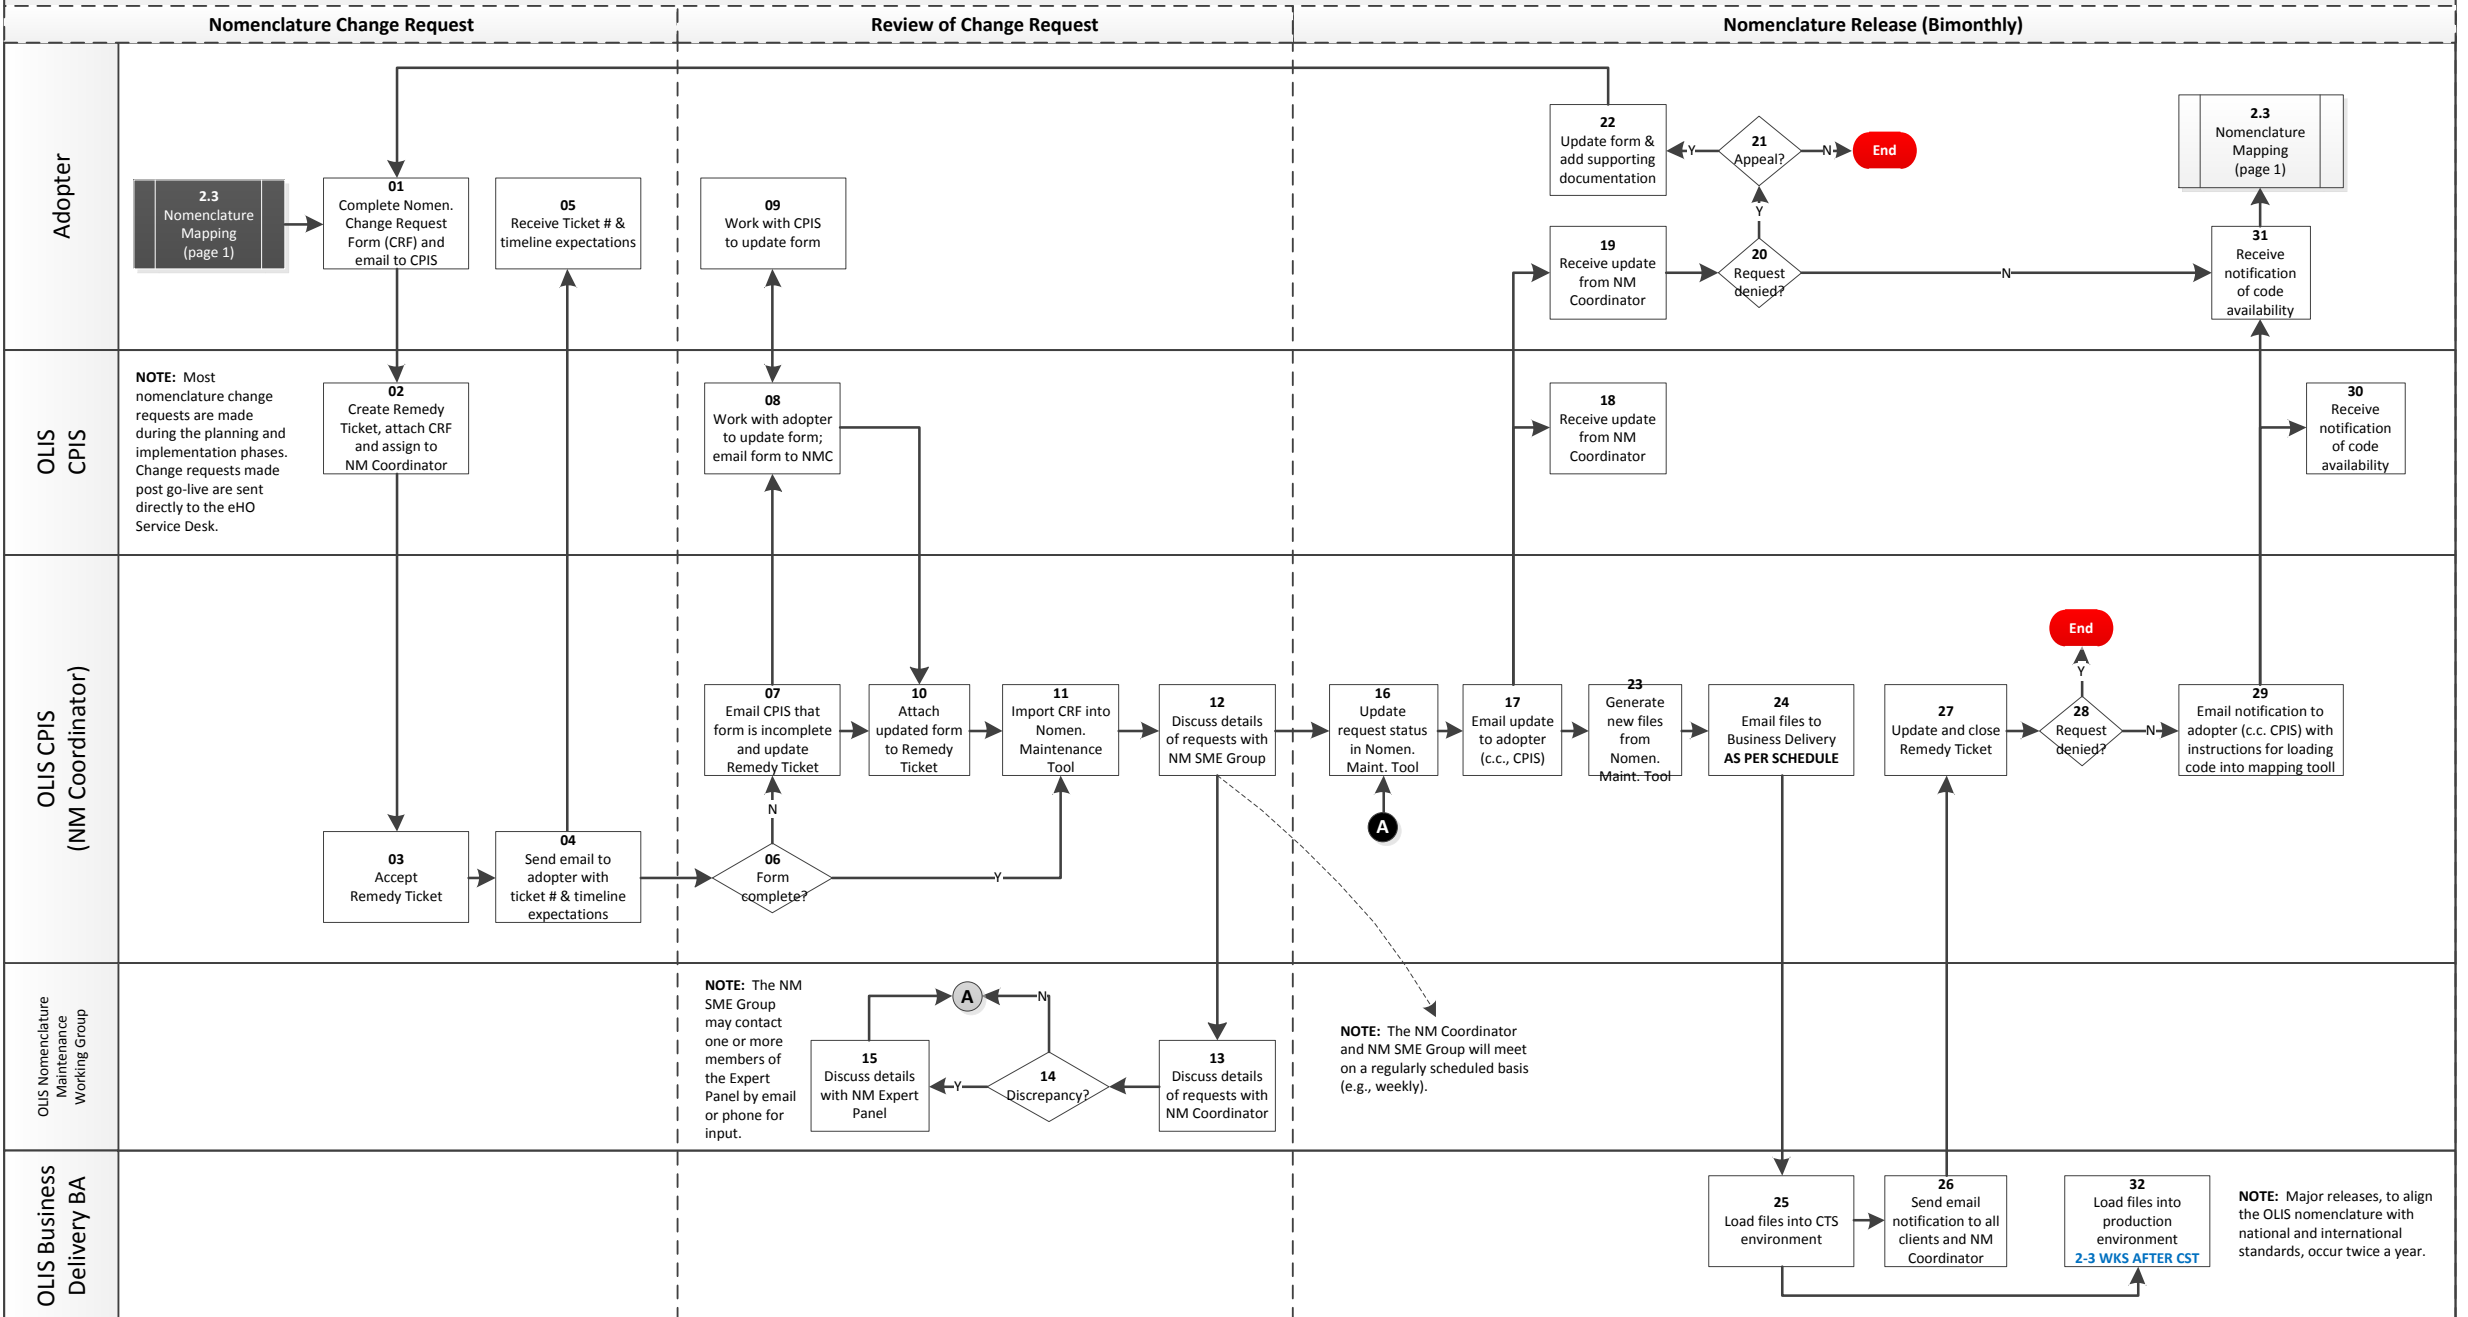 Nomenclature Change Request
Review of Change Request
Nomenclature Release (Bimonthly)
Adopter
2.3
Nomenclature
Mapping
(page 1)
01
Complete Nomen.
Change Request
Form (CRF) and
email to CPIS
05
Receive Ticket # &
timeline expectations
09
Work with CPIS
to update form
22
Update form &
add supporting
documentation
Y
21
Appeal?
N
End
Y
19
Receive update
from NM
Coordinator
20
Request
denied?
N
2.3
Nomenclature
Mapping
(page 1)
31
Receive
notification
of code
availability
OLIS
CPIS
NOTE: Most
nomenclature change
requests are made
during the planning and
implementation phases.
Change requests made
post go-live are sent
directly to the eHO
Service Desk.
02
Create Remedy
Ticket, attach CRF
and assign to
NM Coordinator
08
Work with adopter
to update form;
email form to NMC
18
Receive update
from NM
Coordinator
30
Receive
notification
of code
availability
OLIS CPIS
(NM Coordinator)
03
Accept
Remedy Ticket
04
Send email to
adopter with
ticket # & timeline
expectations
06
Form
complete?
N
Y
07
Email CPIS that
form is incomplete
and update
Remedy Ticket
10
Attach
updated form
to Remedy
Ticket
11
Import CRF into
Nomen.
Maintenance
Tool
12
Discuss details
of requests with
NM SME Group
16
Update
request status
in Nomen.
Maint. Tool
A
17
Email update
to adopter
(c.c., CPIS)
23
Generate
new files
from
Nomen.
Maint. Tool
24
Email files to
Business Delivery
AS PER SCHEDULE
27
Update and close
Remedy Ticket
End
Y
28
Request
denied?
N
29
Email notification to
adopter (c.c. CPIS) with
instructions for loading
code into mapping tooll
OLIS Nomenclature
Maintenance
Working Group
NOTE: The NM
SME Group
may contact
one or more
members of
the Expert
Panel by email
or phone for
input.
A
N
15
Discuss details
with NM Expert
Panel
Y
14
Discrepancy?
13
Discuss details
of requests with
NM Coordinator
NOTE: The NM Coordinator
and NM SME Group will meet
on a regularly scheduled basis
(e.g., weekly).
OLIS Business
Delivery BA
25
Load files into CTS
environment
26
Send email
notification to all
clients and NM
Coordinator
32
Load files into
production
environment
2-3 WKS AFTER CST
NOTE: Major releases, to align
the OLIS nomenclature with
national and international
standards, occur twice a year.